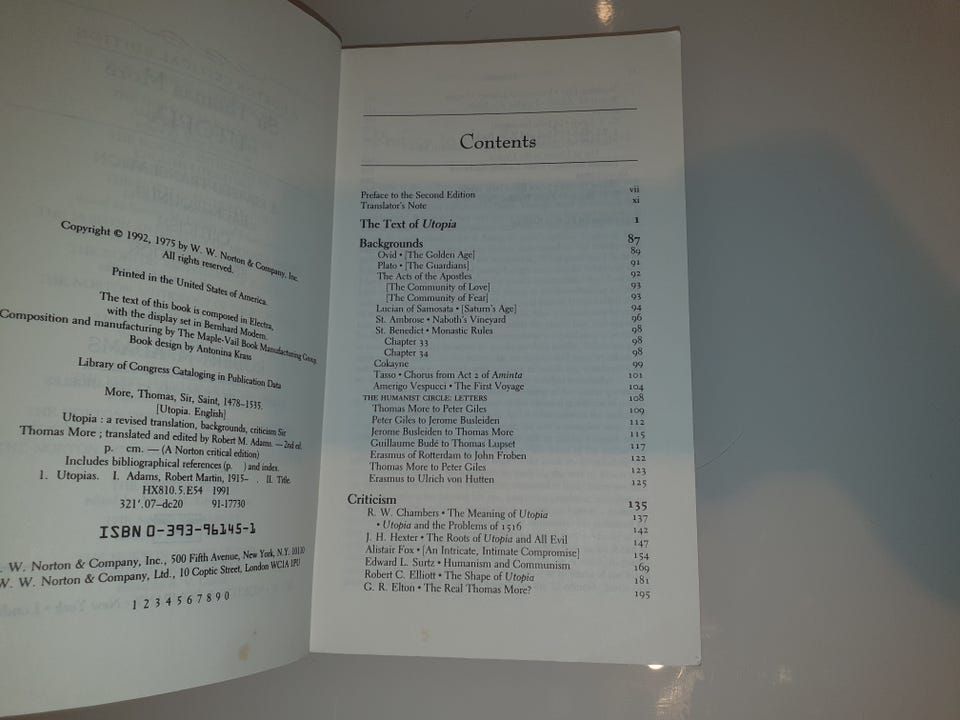 Copyright © 1992, 1975 by W. W. Norton & Company, Inc.
All rights reserved.
Printed in the United States of America.
The text of this book is composed in Electra,
with the display set in Bernhard Modern.
Composition and manufacturing by The Maple-Vail Book Manufacturing Group.
Book design by Antonina Krass
Library of Congress Cataloging in Publication Data
More, Thomas, Sir, Saint, 1478–1535.
[Utopia. English]
Utopia : a revised translation, backgrounds, criticism Sir
Thomas More ; translated and edited by Robert M. Adams. — 2nd ed.
p. cm. — (A Norton critical edition)
Includes bibliographical references (p. ) and index.
1. Utopias. I. Adams, Robert Martin, 1915– . II. Title.
HX810.5.E54 1991
321'.07–dc20 91-17730
ISBN 0-393-96145-1
W. W. Norton & Company, Inc., 500 Fifth Avenue, New York, N.Y. 10110
W. W. Norton & Company, Ltd., 10 Coptic Street, London WC1A 1PU
1 2 3 4 5 6 7 8 9 0
Contents
Preface to the Second Edition vii
Translator's Note xi
The Text of Utopia 1
Backgrounds 87
Ovid • [The Golden Age] 89
Plato • [The Guardians] 91
The Acts of the Apostles 92
[The Community of Love] 93
[The Community of Fear] 93
Lucian of Samosata • [Saturn's Age] 94
St. Ambrose • Naboth's Vineyard 96
St. Benedict • Monastic Rules 98
Chapter 33 98
Chapter 34 98
Cokayne 99
Tasso • Chorus from Act 2 of Aminta 101
Amerigo Vespucci • The First Voyage 104
THE HUMANIST CIRCLE: LETTERS 108
Thomas More to Peter Giles 109
Peter Giles to Jerome Busleiden 112
Jerome Busleiden to Thomas More 115
Guillaume Budé to Thomas Lupset 117
Erasmus of Rotterdam to John Froben 122
Thomas More to Peter Giles 123
Erasmus to Ulrich von Hutten 125
Criticism 135
R. W. Chambers • The Meaning of Utopia 137
• Utopia and the Problems of 1516 142
J. H. Hexter • The Roots of Utopia and All Evil 147
Alistair Fox • [An Intricate, Intimate Compromise] 154
Edward L. Surtz • Humanism and Communism 169
Robert C. Elliott • The Shape of Utopia 181
G. R. Elton • The Real Thomas More? 195